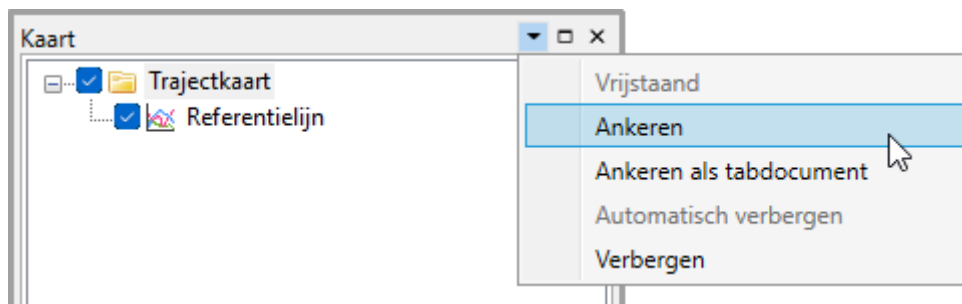 Kaart
Trajectkaart
Referentielijn
Vrijstaand
Ankeren
Ankeren als tabdocument
Automatisch verbergen
Verbergen